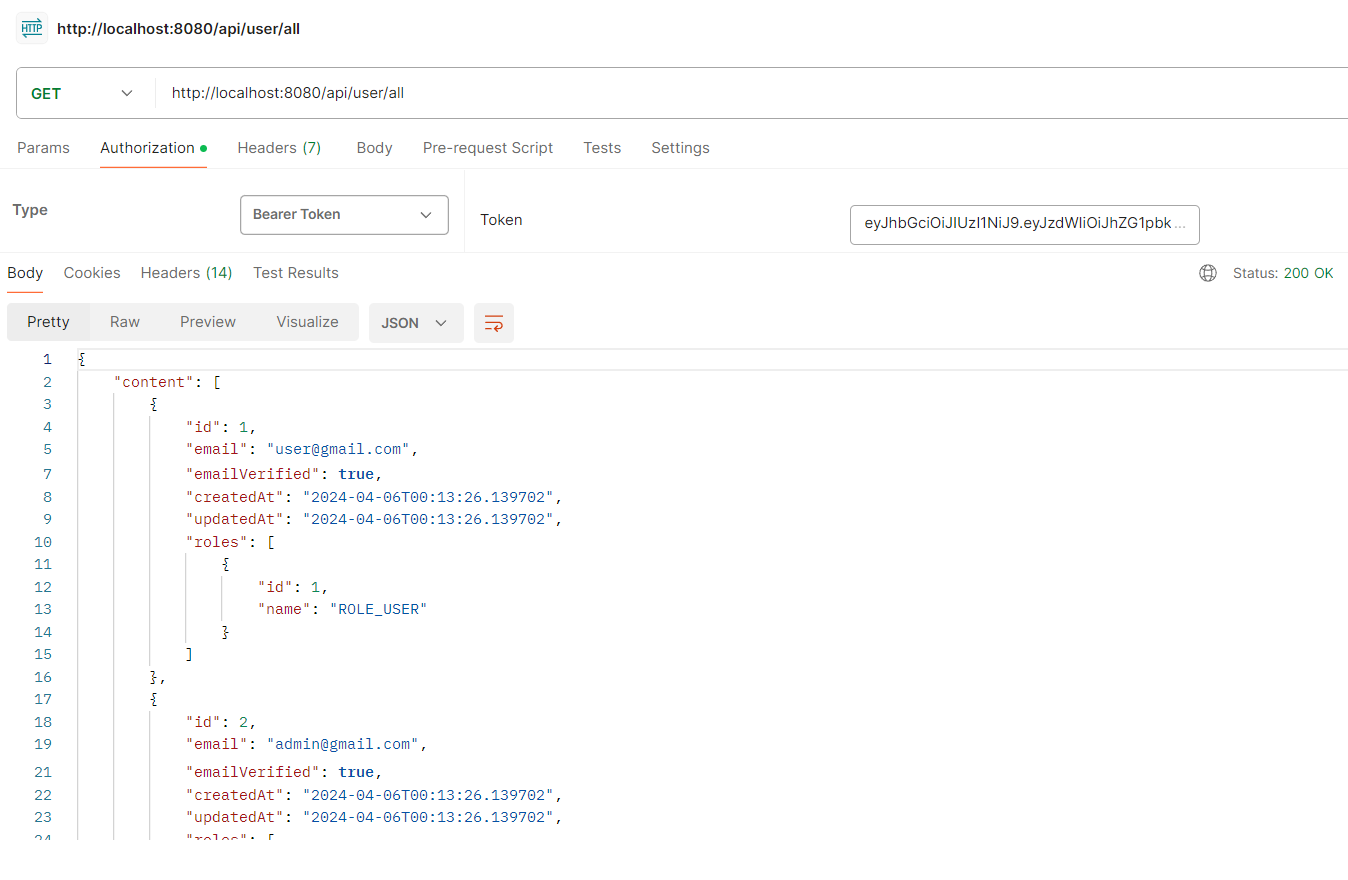 HTTP http://localhost:8080/api/user/all
GET http://localhost:8080/api/user/all
Params Authorization Headers (7) Body Pre-request Script Tests Settings
Type Bearer Token Token eyJhbGciOiJIUzI1NiJ9.eyJzdWIiOiJhZG1pbk...
Body Cookies Headers (14) Test Results Status: 200 OK
Pretty Raw Preview Visualize JSON
1 {
2 "content": [
3 {
4 "id": 1,
5 "email": "user@gmail.com",
7 "emailVerified": true,
8 "createdAt": "2024-04-06T00:13:26.139702",
9 "updatedAt": "2024-04-06T00:13:26.139702",
10 "roles": [
11 {
12 "id": 1,
13 "name": "ROLE_USER"
14 }
15 ]
16 },
17 {
18 "id": 2,
19 "email": "admin@gmail.com",
21 "emailVerified": true,
22 "createdAt": "2024-04-06T00:13:26.139702",
23 "updatedAt": "2024-04-06T00:13:26.139702",
24 "roles": [